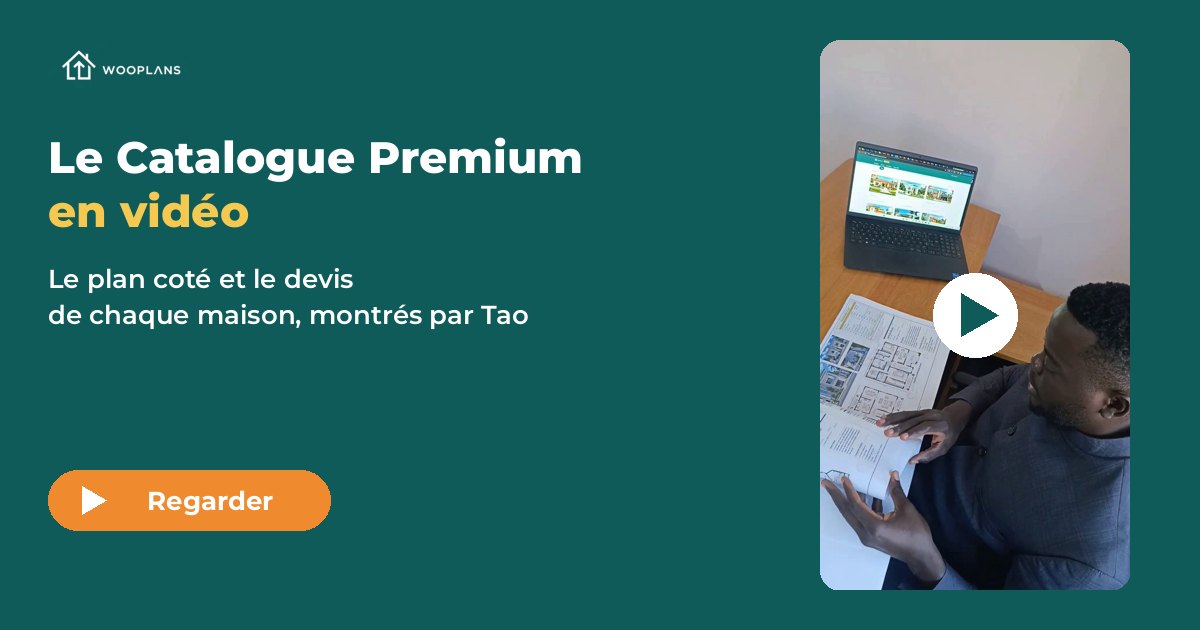 WOOPLANS
Le Catalogue Premium
en vidéo
Le plan coté et le devis
de chaque maison, montrés par Tao
Regarder